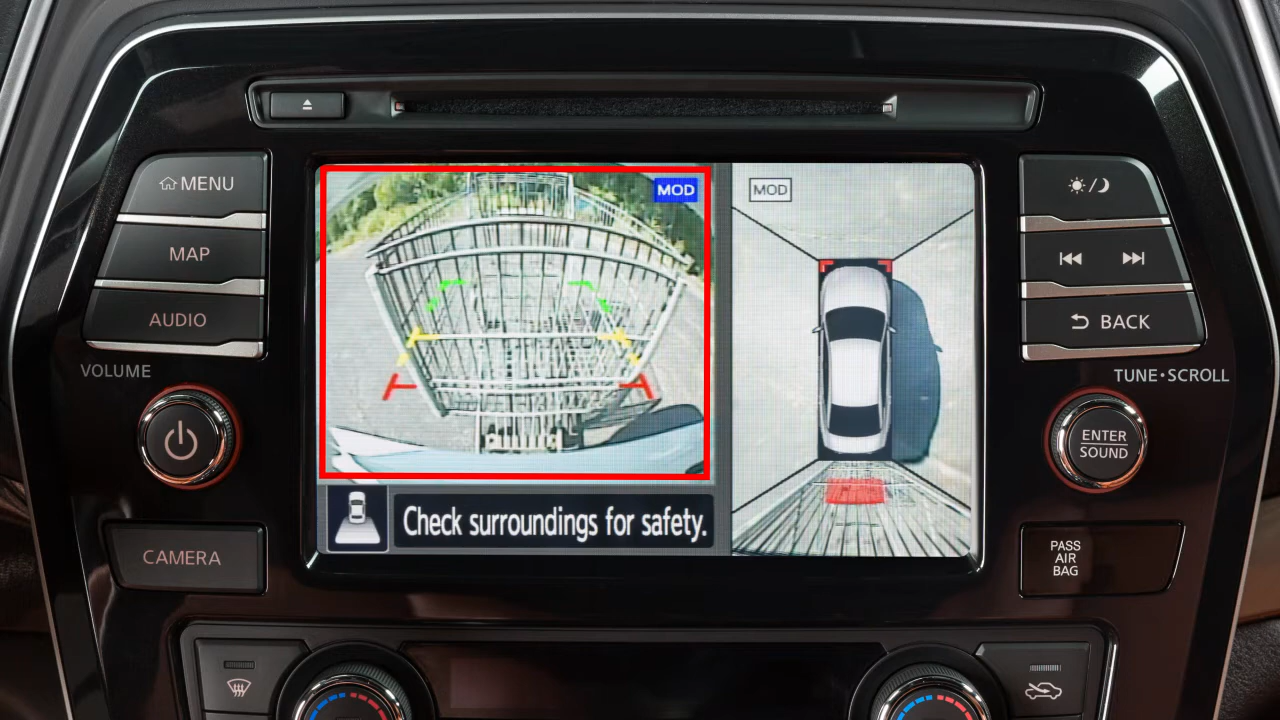 MENU
MAP
AUDIO
VOLUME
CAMERA
MOD
MOD
Check surroundings for safety.
BACK
TUNE•SCROLL
ENTER
SOUND
PASS
AIR
BAG